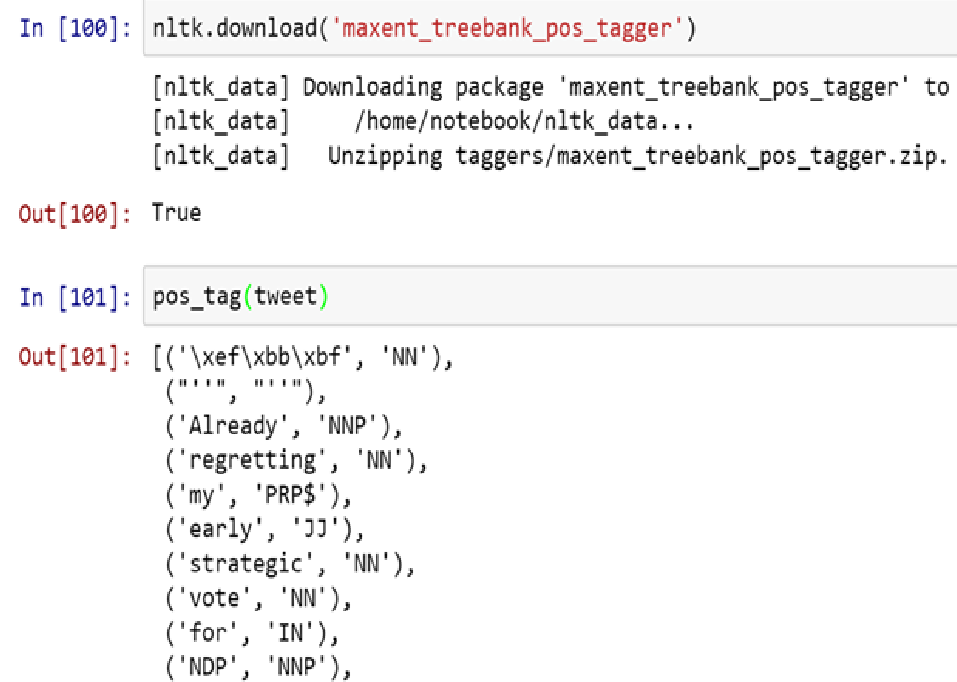 In [100]: nltk.download('maxent_treebank_pos_tagger')
[nltk_data] Downloading package 'maxent_treebank_pos_tagger' to
[nltk_data]     /home/notebook/nltk_data...
[nltk_data]   Unzipping taggers/maxent_treebank_pos_tagger.zip.
Out[100]: True
In [101]: pos_tag(tweet)
Out[101]: [('\xef\xbb\xbf', 'NN'),
("''", "''"),
('Already', 'NNP'),
('regretting', 'NN'),
('my', 'PRP$'),
('early', 'JJ'),
('strategic', 'NN'),
('vote', 'NN'),
('for', 'IN'),
('NDP', 'NNP'),